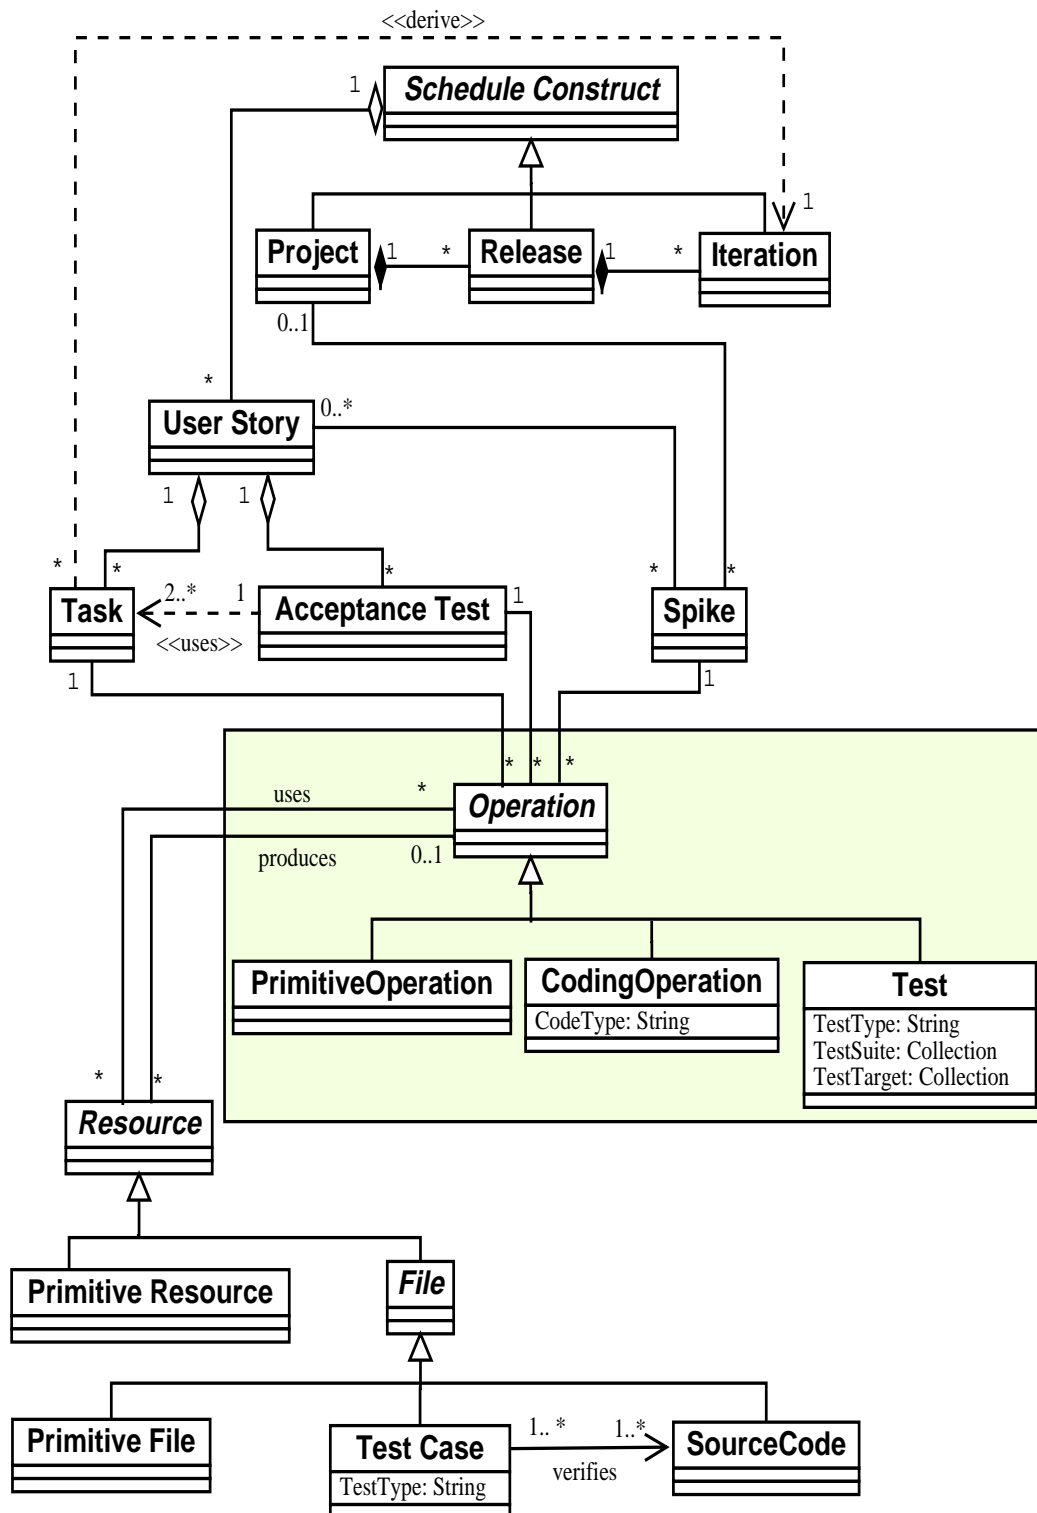 <<derive>>
1
Schedule Construct
1
Project
1
*
Release
1
*
Iteration
0..1
*
User Story
0..*
1
1
*
*
*
*
*
Task
2..*
1
Acceptance Test
1
Spike
<<uses>>
1
1
*
*
*
uses
*
Operation
produces
0..1
PrimitiveOperation
CodingOperation
CodeType: String
Test
TestType: String
TestSuite: Collection
TestTarget: Collection
*
*
Resource
Primitive Resource
File
Primitive File
Test Case
TestType: String
1.. *
1..*
verifies
SourceCode